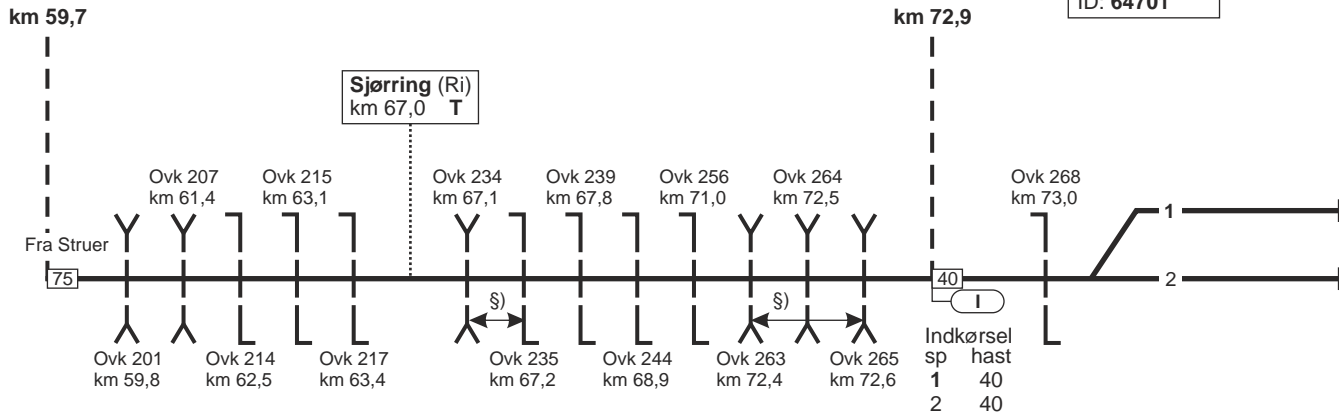 ID: 64701
km 59,7
km 72,9
Sjørring (Ri)
km 67,0 T
Ovk 207
km 61,4
Ovk 215
km 63,1
Ovk 234
km 67,1
Ovk 239
km 67,8
Ovk 256
km 71,0
Ovk 264
km 72,5
Ovk 268
km 73,0
1
Fra Struer
75
40
2
I
§)
§)
Ovk 201
km 59,8
Ovk 214
km 62,5
Ovk 217
km 63,4
Ovk 235
km 67,2
Ovk 244
km 68,9
Ovk 263
km 72,4
Ovk 265
km 72,6
Indkørsel
sp hast
1 40
2 40